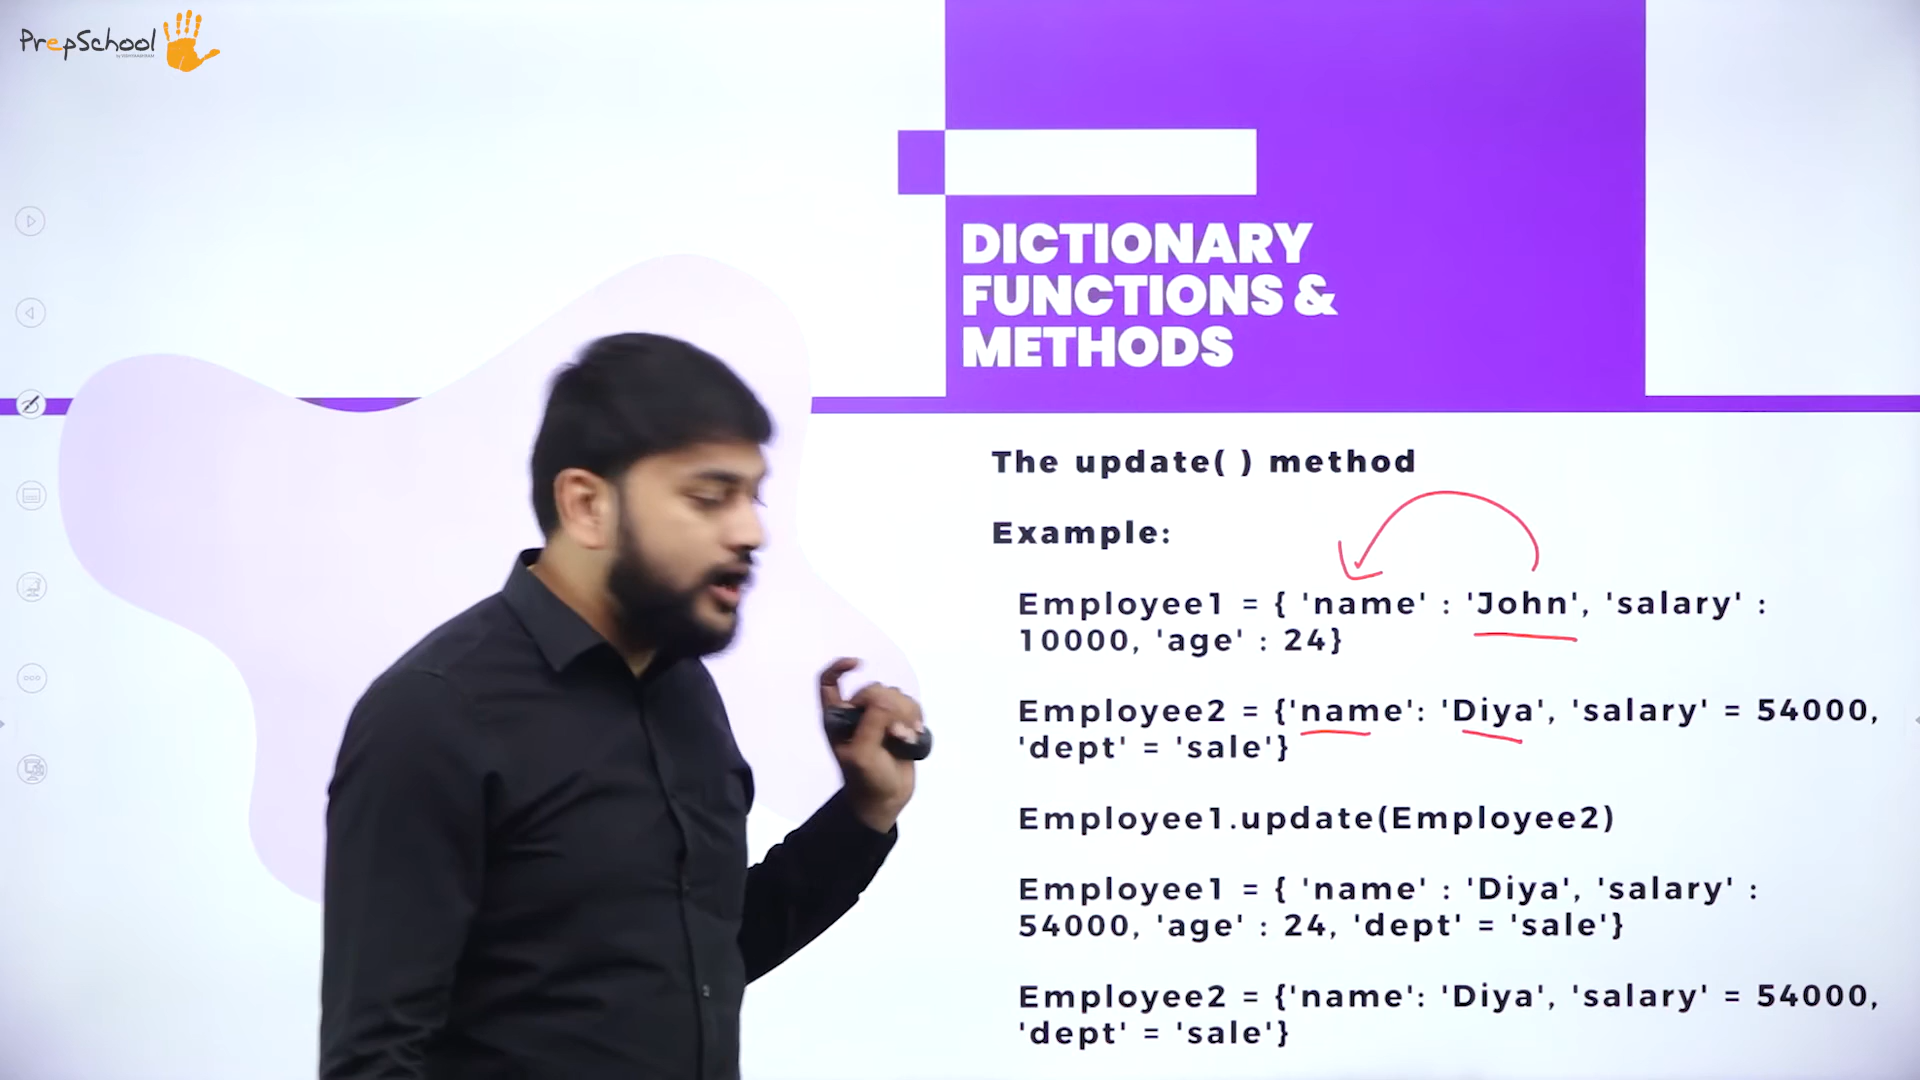 PrepSchool
DICTIONARY
FUNCTIONS &
METHODS
The update( ) method
Example:
Employee1 = { 'name' : 'John', 'salary' :
10000, 'age' : 24}
Employee2 = {'name': 'Diya', 'salary' = 54000,
'dept' = 'sale'}
Employee1.update(Employee2)
Employee1 = { 'name' : 'Diya', 'salary' :
54000, 'age' : 24, 'dept' = 'sale'}
Employee2 = {'name': 'Diya', 'salary' = 54000,
'dept' = 'sale'}